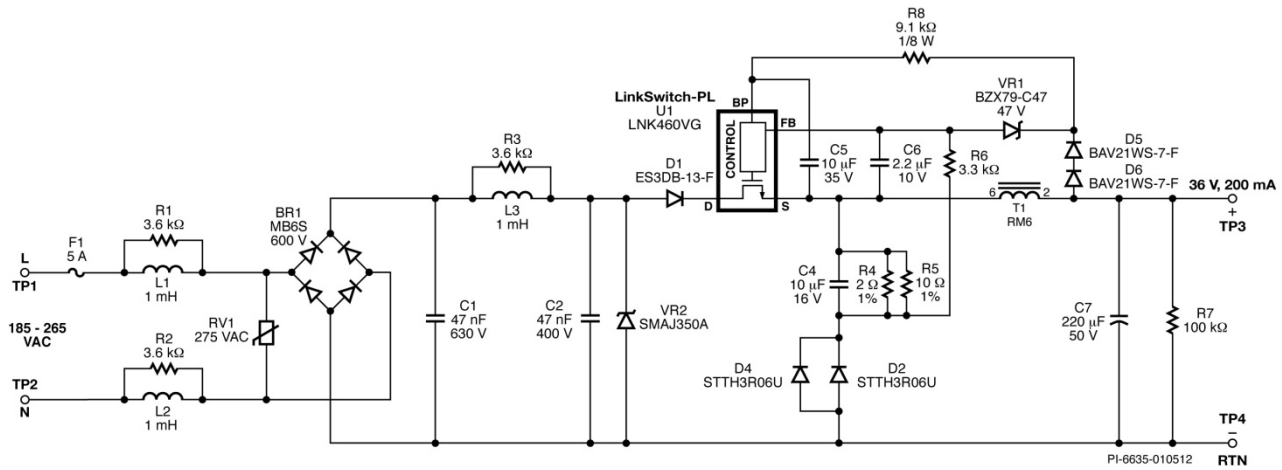 R8
9.1 kΩ
1/8 W
LinkSwitch-PL
U1
LNK460VG
BP
FB
CONTROL
D
S
VR1
BZX79-C47
47 V
D5
BAV21WS-7-F
D6
BAV21WS-7-F
R3
3.6 kΩ
L3
1 mH
D1
ES3DB-13-F
C5
10 µF
35 V
C6
2.2 µF
10 V
R6
3.3 kΩ
6
2
T1
RM6
36 V, 200 mA
+
TP3
R1
3.6 kΩ
BR1
MB6S
600 V
L
TP1
F1
5 A
L1
1 mH
185 - 265
VAC
RV1
275 VAC
R2
3.6 kΩ
TP2
N
L2
1 mH
C1
47 nF
630 V
C2
47 nF
400 V
VR2
SMAJ350A
C4
10 µF
16 V
R4
2 Ω
1%
R5
10 Ω
1%
D4
STTH3R06U
D2
STTH3R06U
C7
220 µF
50 V
R7
100 kΩ
TP4
–
RTN
PI-6635-010512